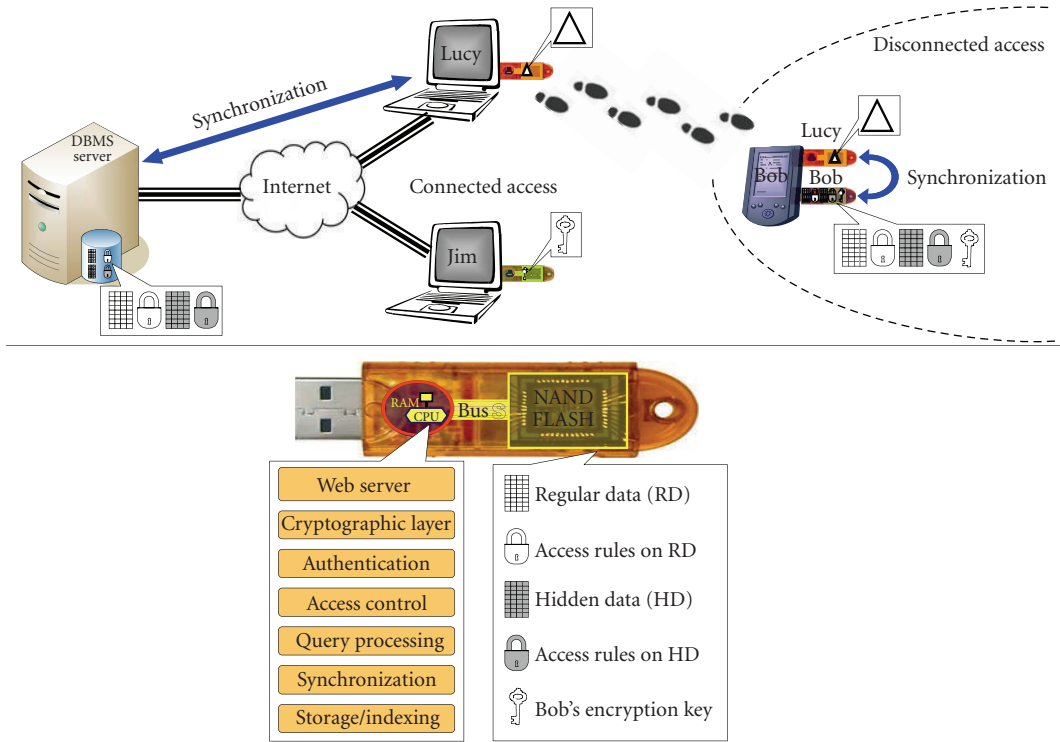 Lucy
Disconnected access
Synchronization
DBMS
server
Internet
Connected access
Jim
Lucy
Bob
Bob
Synchronization
RAM
CPU
Bus
NAND
FLASH
Web server
Cryptographic layer
Authentication
Access control
Query processing
Synchronization
Storage/indexing
Regular data (RD)
Access rules on RD
Hidden data (HD)
Access rules on HD
Bob's encryption key